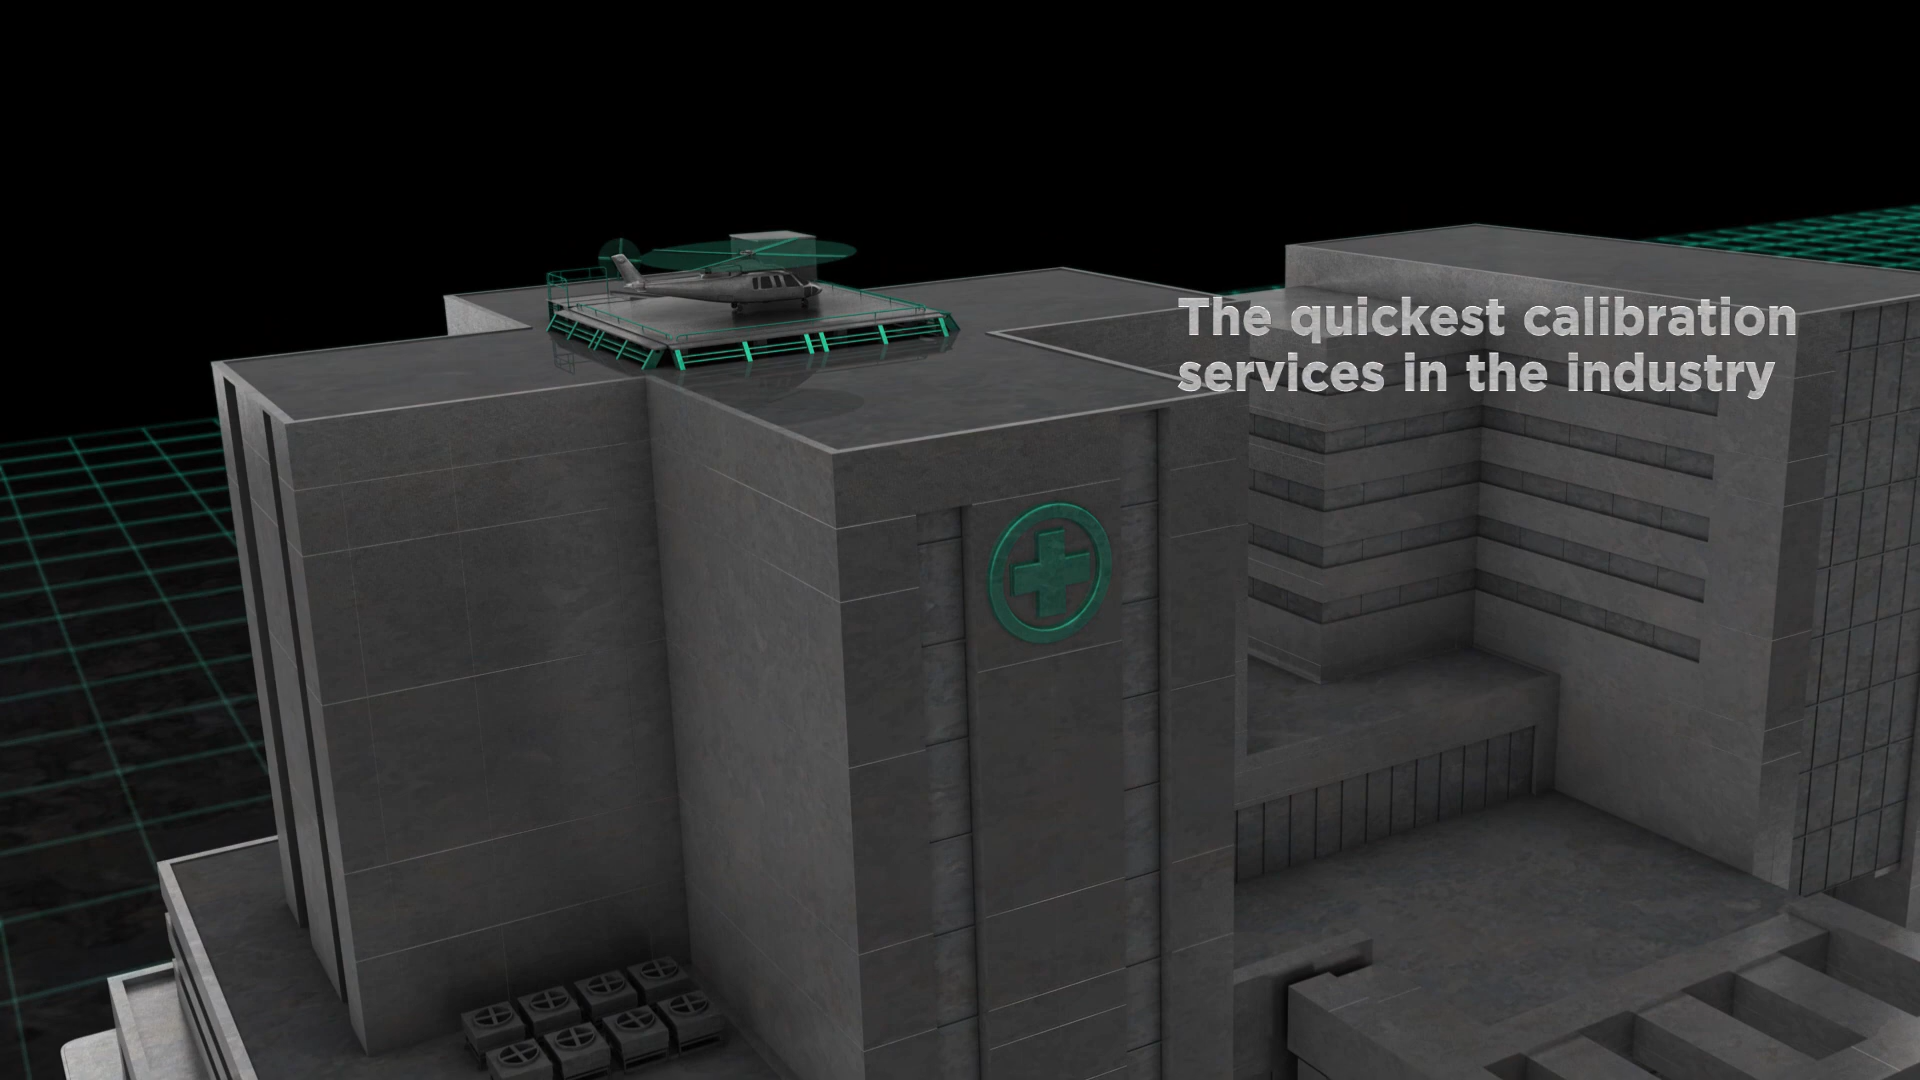 The quickest calibration
services in the industry